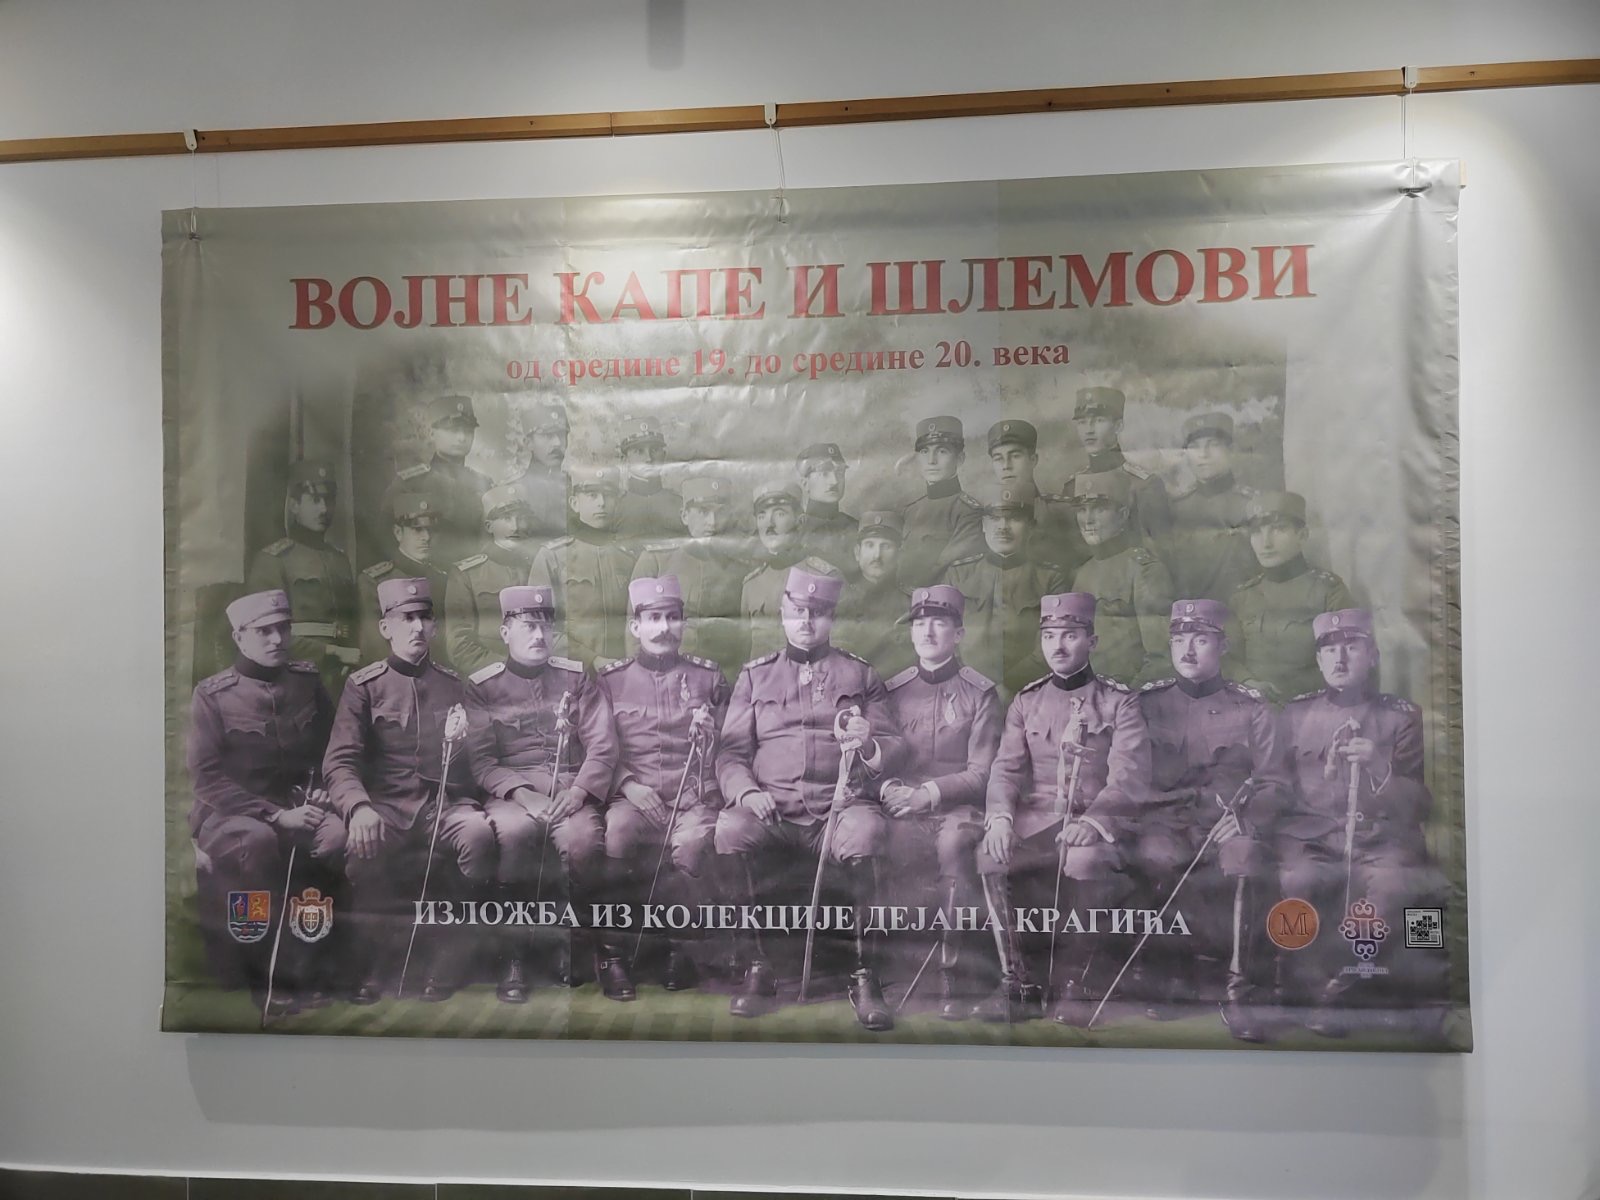 ВОЈНЕ КАПЕ И ШЛЕМОВИ
од средине 19. до средине 20. века
ИЗЛОЖБА ИЗ КОЛЕКЦИЈЕ ДЕЈАНА КРАГИЋА
М